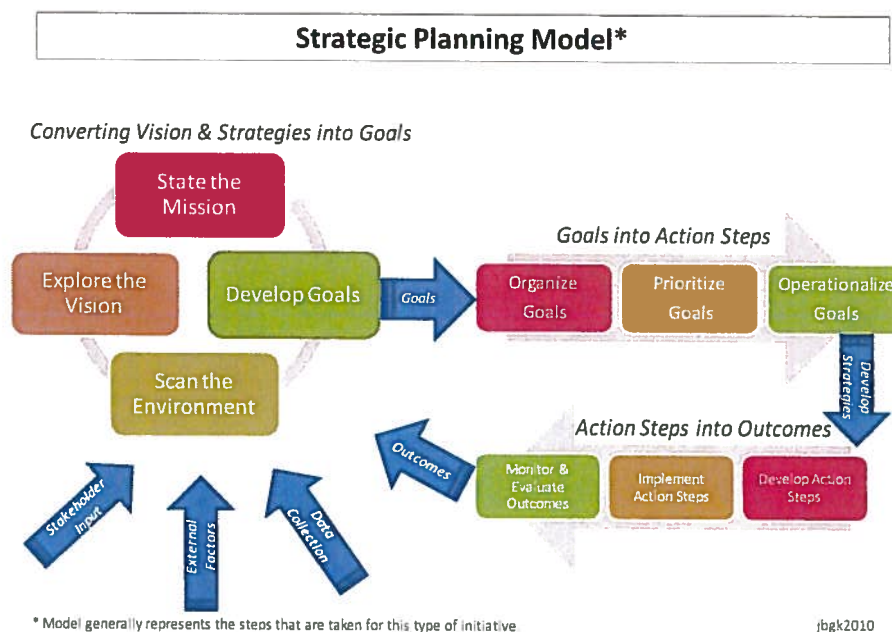 Strategic Planning Model*
Converting Vision & Strategies into Goals
State the
Mission
Explore the
Vision
Develop Goals
Scan the
Environment
Goals
Goals into Action Steps
Organize
Goals
Prioritize
Goals
Operationalize
Goals
Develop
Strategies
Action Steps into Outcomes
Develop Action
Steps
Implement
Action Steps
Monitor &
Evaluate
Outcomes
Outcomes
Stakeholder
Input
External
Factors
Data
Collection
* Model generally represents the steps that are taken for this type of initiative
jbgk2010